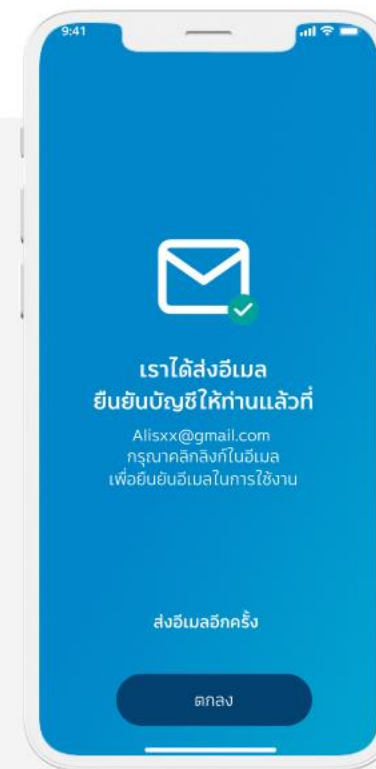 9:41
เราได้ส่งอีเมล
ยืนยันบัญชีให้ท่านแล้วที่
Alisxx@gmail.com
กรุณาคลิกลิงก์ในอีเมล
เพื่อยืนยันอีเมลในการใช้งาน
ส่งอีเมลอีกครั้ง
ตกลง